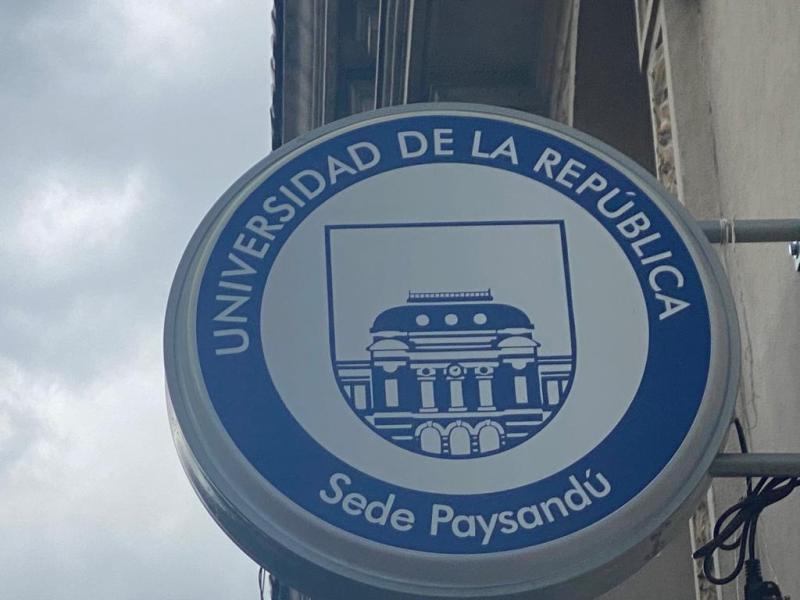 UNIVERSIDAD DE LA REPÚBLICA
Sede Paysandú